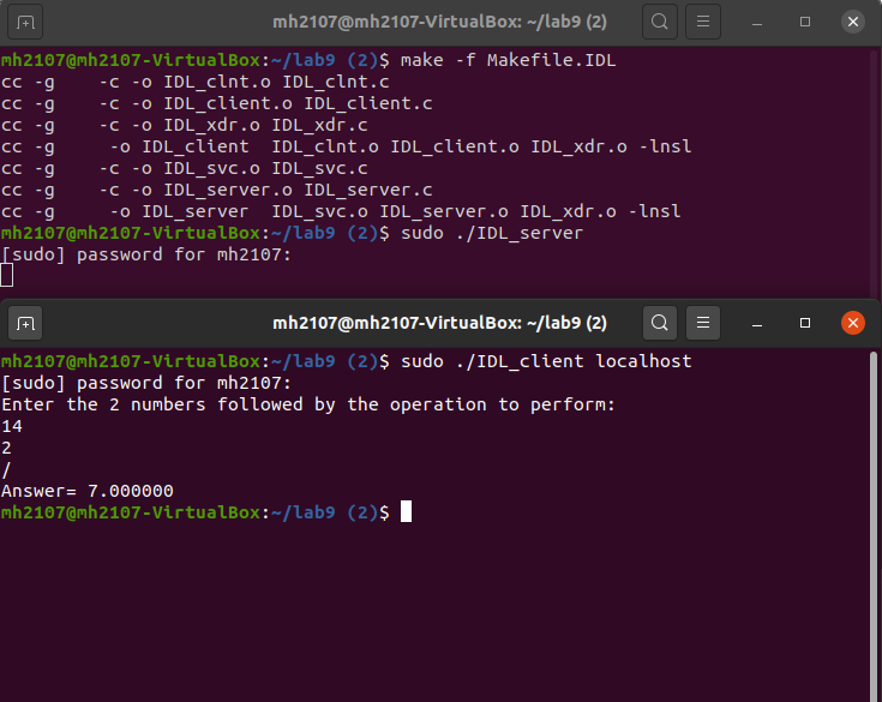 mh2107@mh2107-VirtualBox: ~/lab9 (2)
mh2107@mh2107-VirtualBox:~/lab9 (2)$ make -f Makefile.IDL
cc -g    -c -o IDL_clnt.o IDL_clnt.c
cc -g    -c -o IDL_client.o IDL_client.c
cc -g    -c -o IDL_xdr.o IDL_xdr.c
cc -g     -o IDL_client  IDL_clnt.o IDL_client.o IDL_xdr.o -lnsl
cc -g    -c -o IDL_svc.o IDL_svc.c
cc -g    -c -o IDL_server.o IDL_server.c
cc -g     -o IDL_server  IDL_svc.o IDL_server.o IDL_xdr.o -lnsl
mh2107@mh2107-VirtualBox:~/lab9 (2)$ sudo ./IDL_server
[sudo] password for mh2107:
mh2107@mh2107-VirtualBox: ~/lab9 (2)
mh2107@mh2107-VirtualBox:~/lab9 (2)$ sudo ./IDL_client localhost
[sudo] password for mh2107:
Enter the 2 numbers followed by the operation to perform:
14
2
/
Answer= 7.000000
mh2107@mh2107-VirtualBox:~/lab9 (2)$